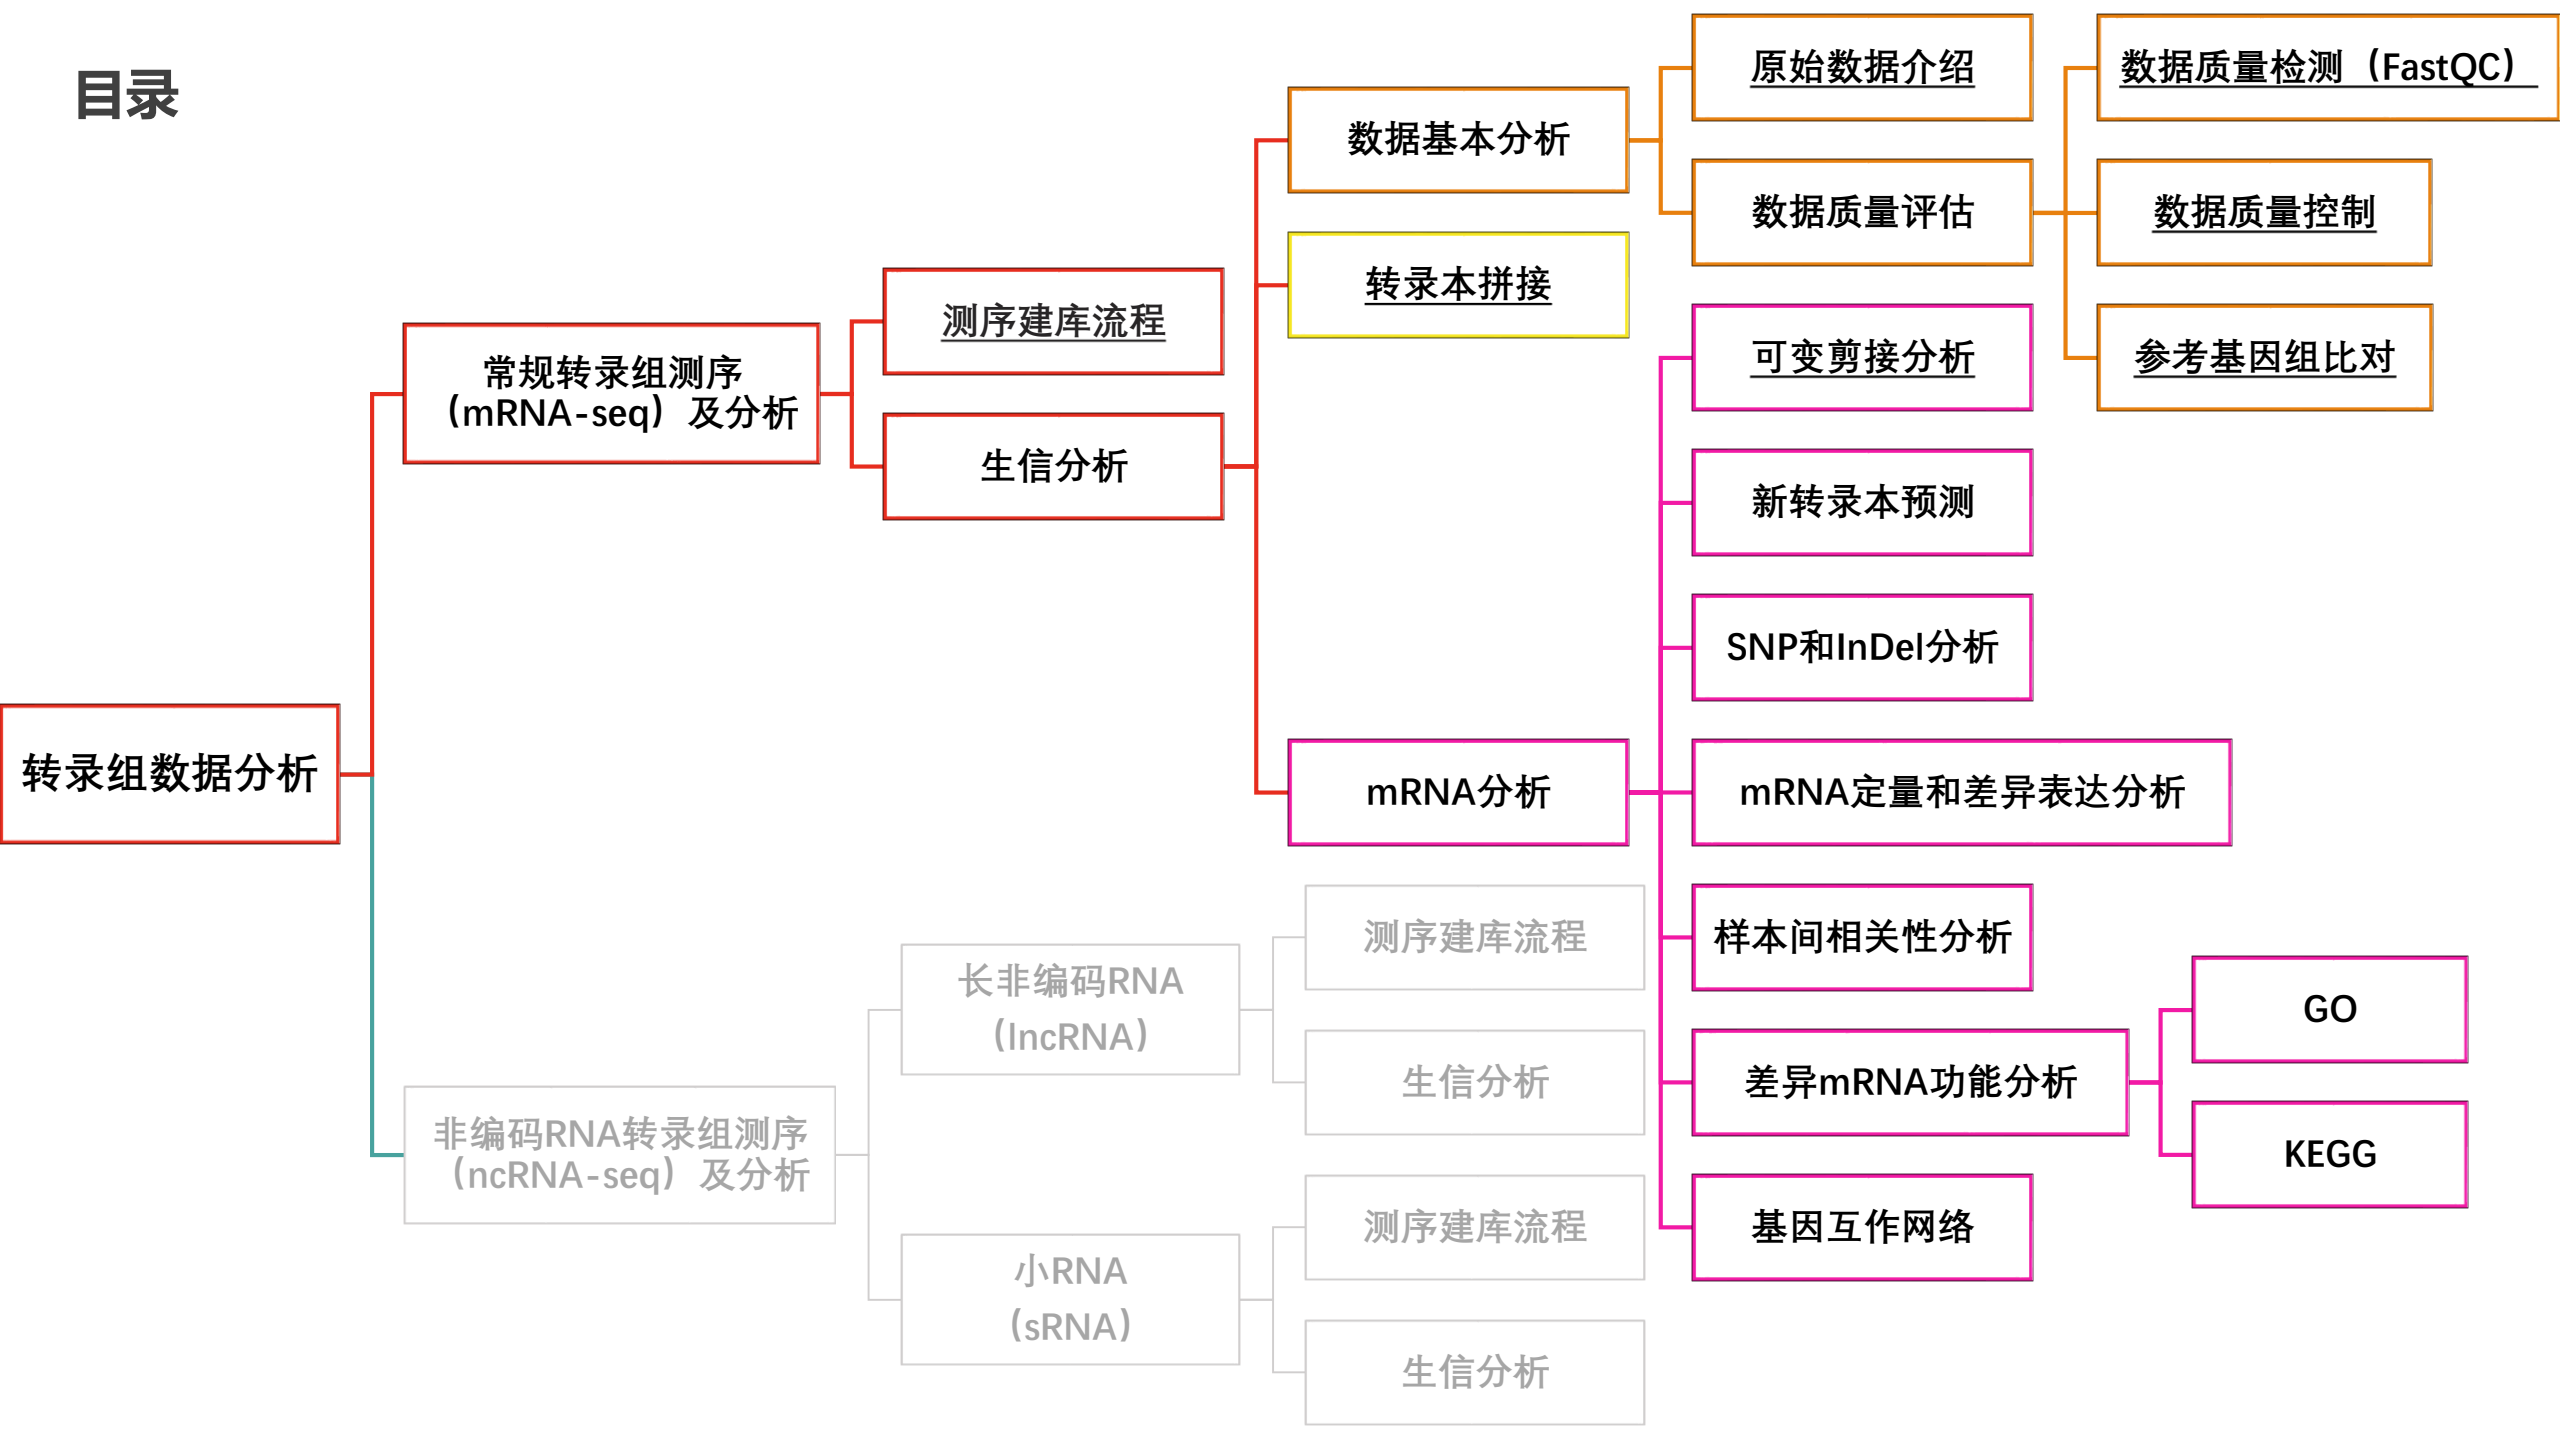 目录
转录组数据分析
常规转录组测序
（mRNA-seq）及分析
测序建库流程
生信分析
数据基本分析
原始数据介绍
数据质量评估
数据质量检测（FastQC）
数据质量控制
参考基因组比对
转录本拼接
mRNA分析
可变剪接分析
新转录本预测
SNP和InDel分析
mRNA定量和差异表达分析
样本间相关性分析
差异mRNA功能分析
GO
KEGG
基因互作网络
非编码RNA转录组测序
（ncRNA-seq）及分析
长非编码RNA
（lncRNA）
测序建库流程
生信分析
小RNA
（sRNA）
测序建库流程
生信分析